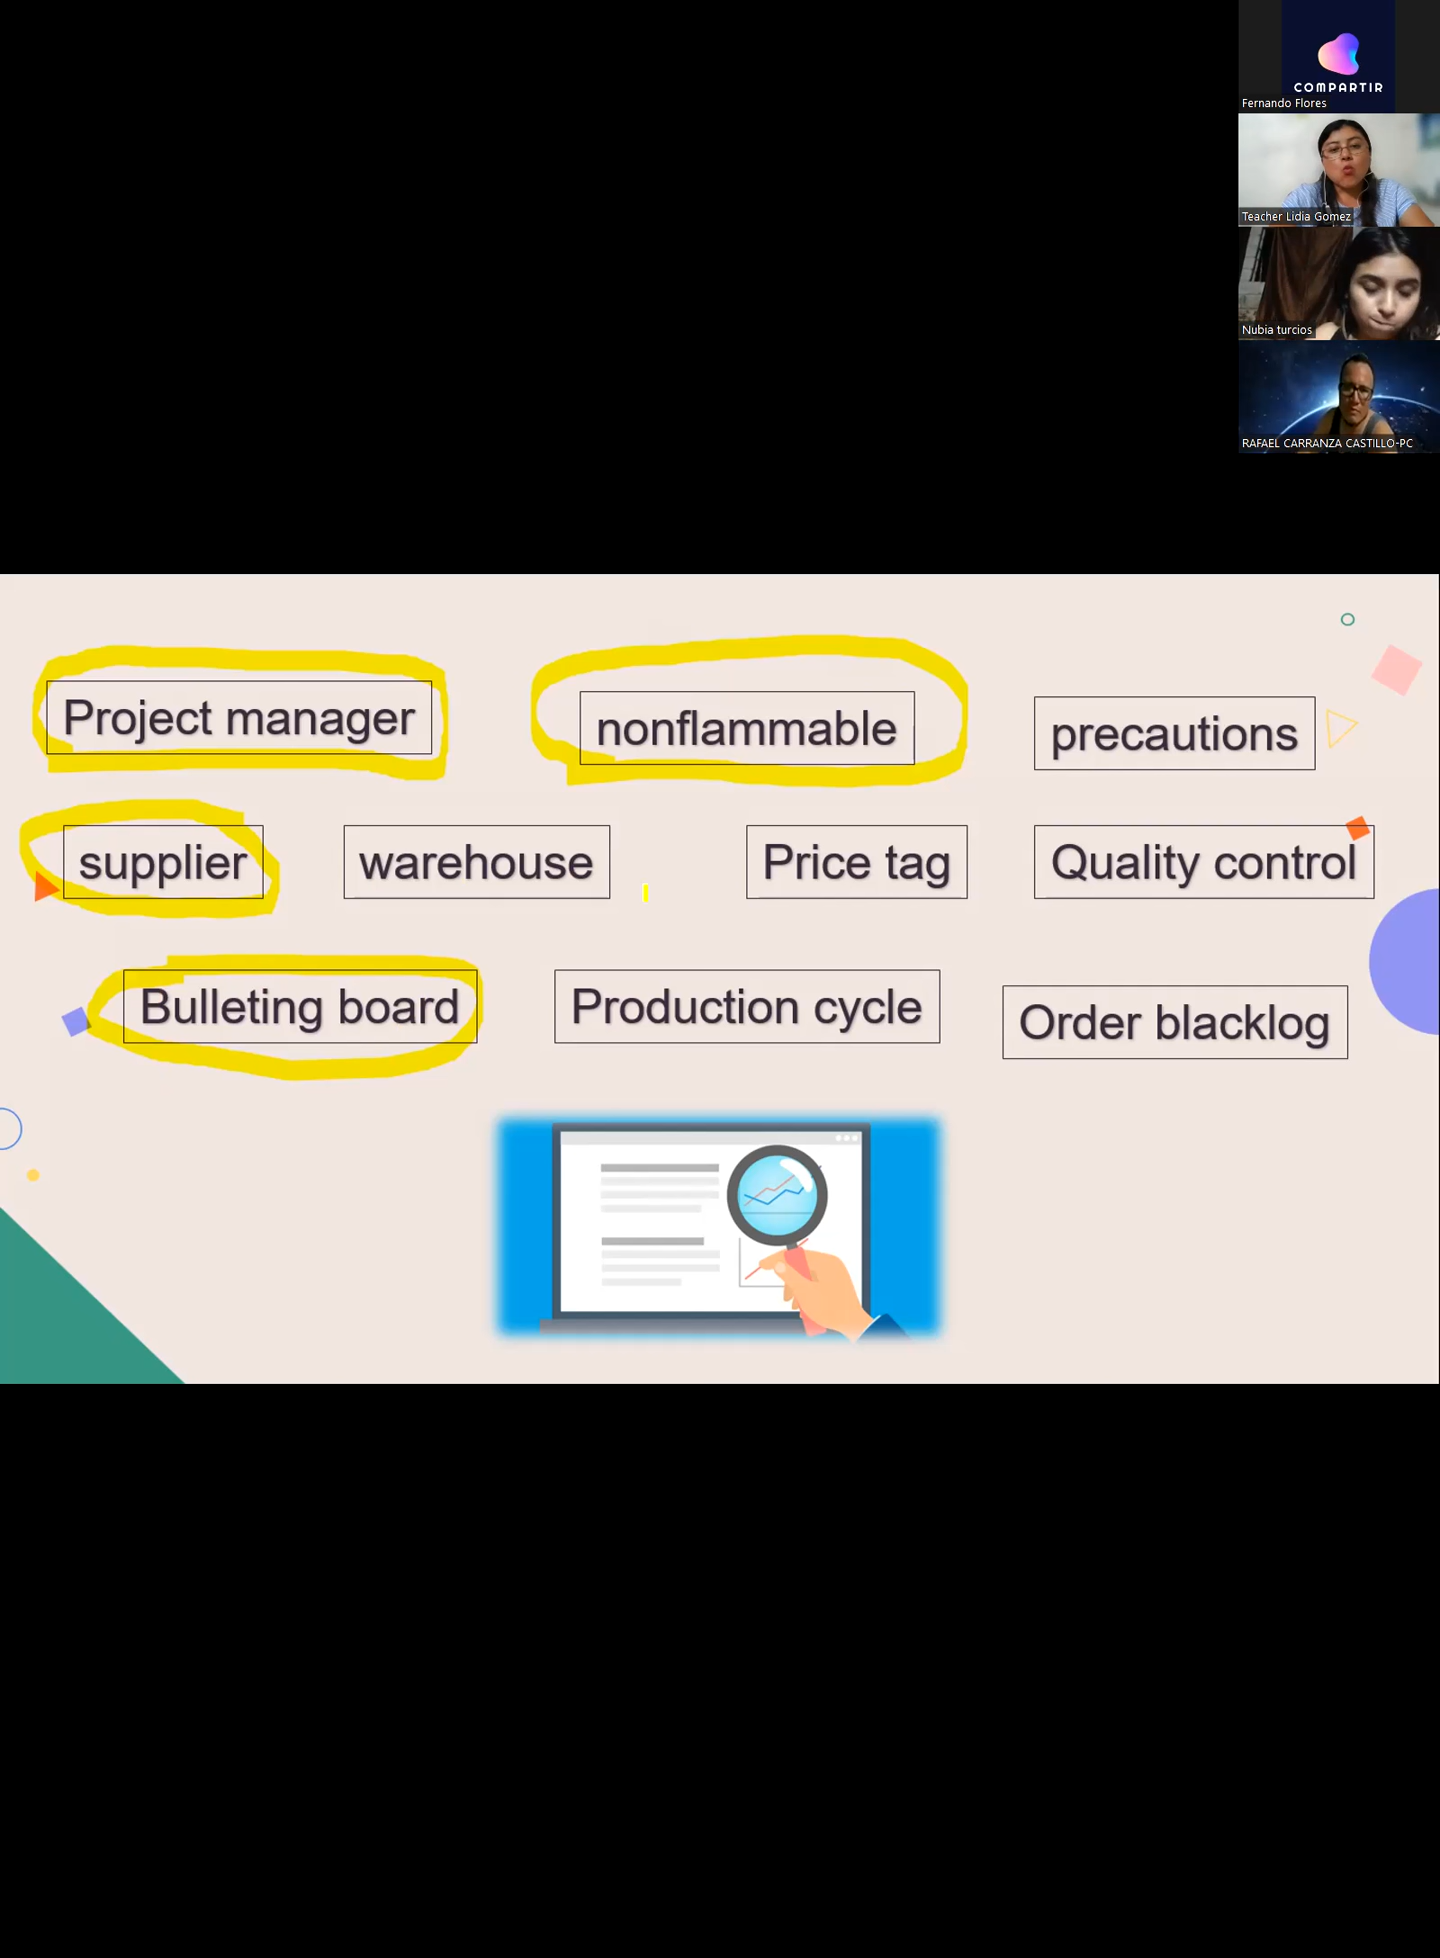 COMPARTIR
Fernando Flores
Teacher Lidia Gomez
Nubia turcios
RAFAEL CARRANZA CASTILLO-PC
Project manager
nonflammable
precautions
supplier
warehouse
Price tag
Quality control
Bulleting board
Production cycle
Order blacklog